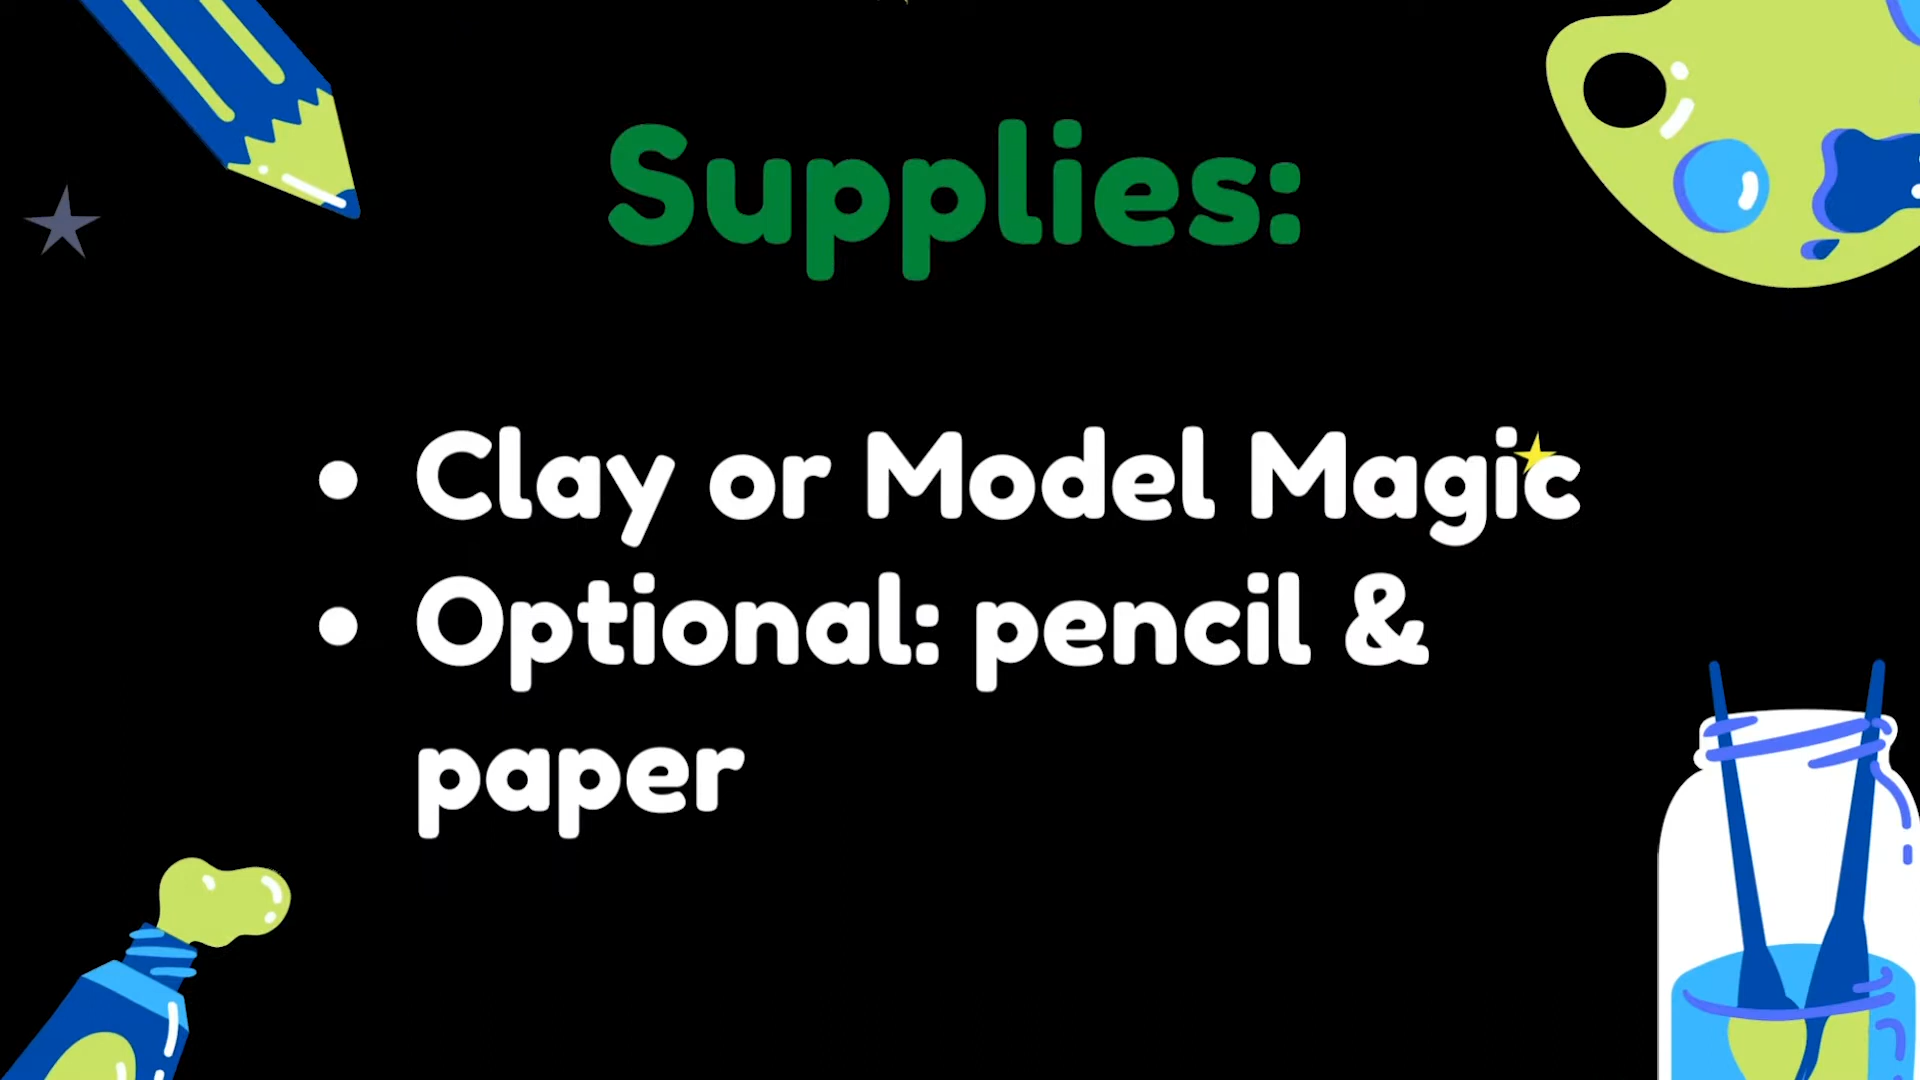 Supplies:
• Clay or Model Magic
• Optional: pencil &
paper